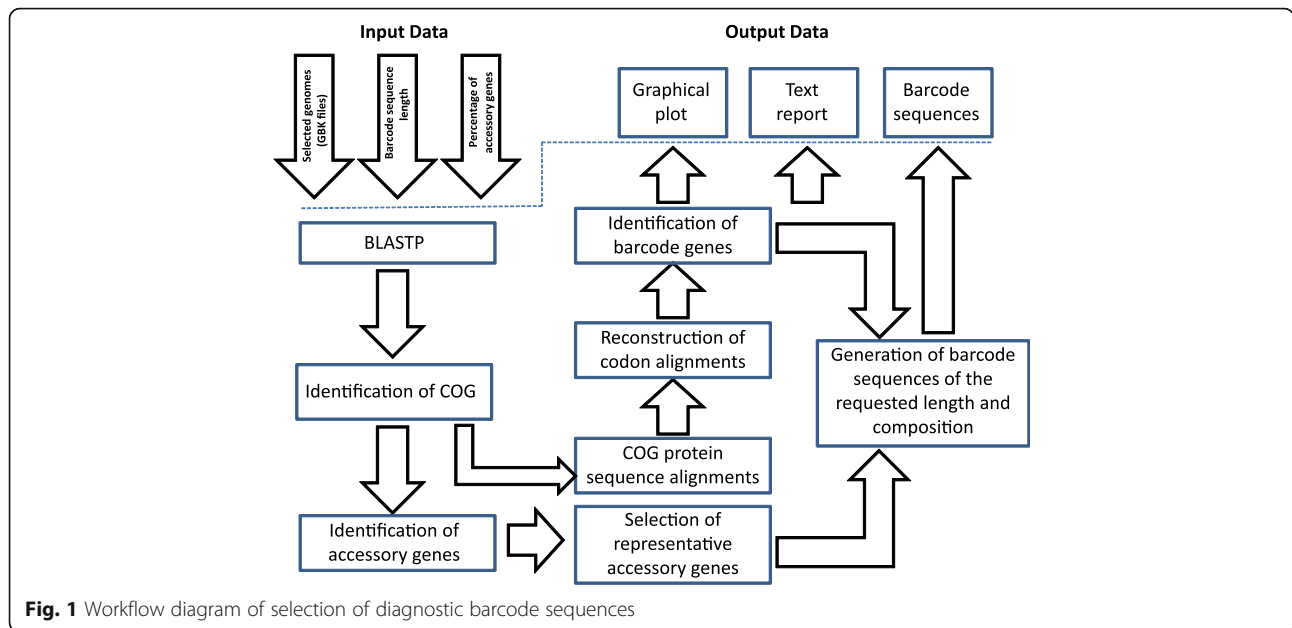 Input Data
Output Data
Selected genomes
(GBK files)
Barcode sequence
length
Percentage of
accessory genes
Graphical
plot
Text
report
Barcode
sequences
BLASTP
Identification of
barcode genes
Reconstruction of
codon alignments
Generation of barcode
sequences of the
requested length and
composition
Identification of COG
COG protein
sequence alignments
Identification of
accessory genes
Selection of
representative
accessory genes
Fig. 1 Workflow diagram of selection of diagnostic barcode sequences